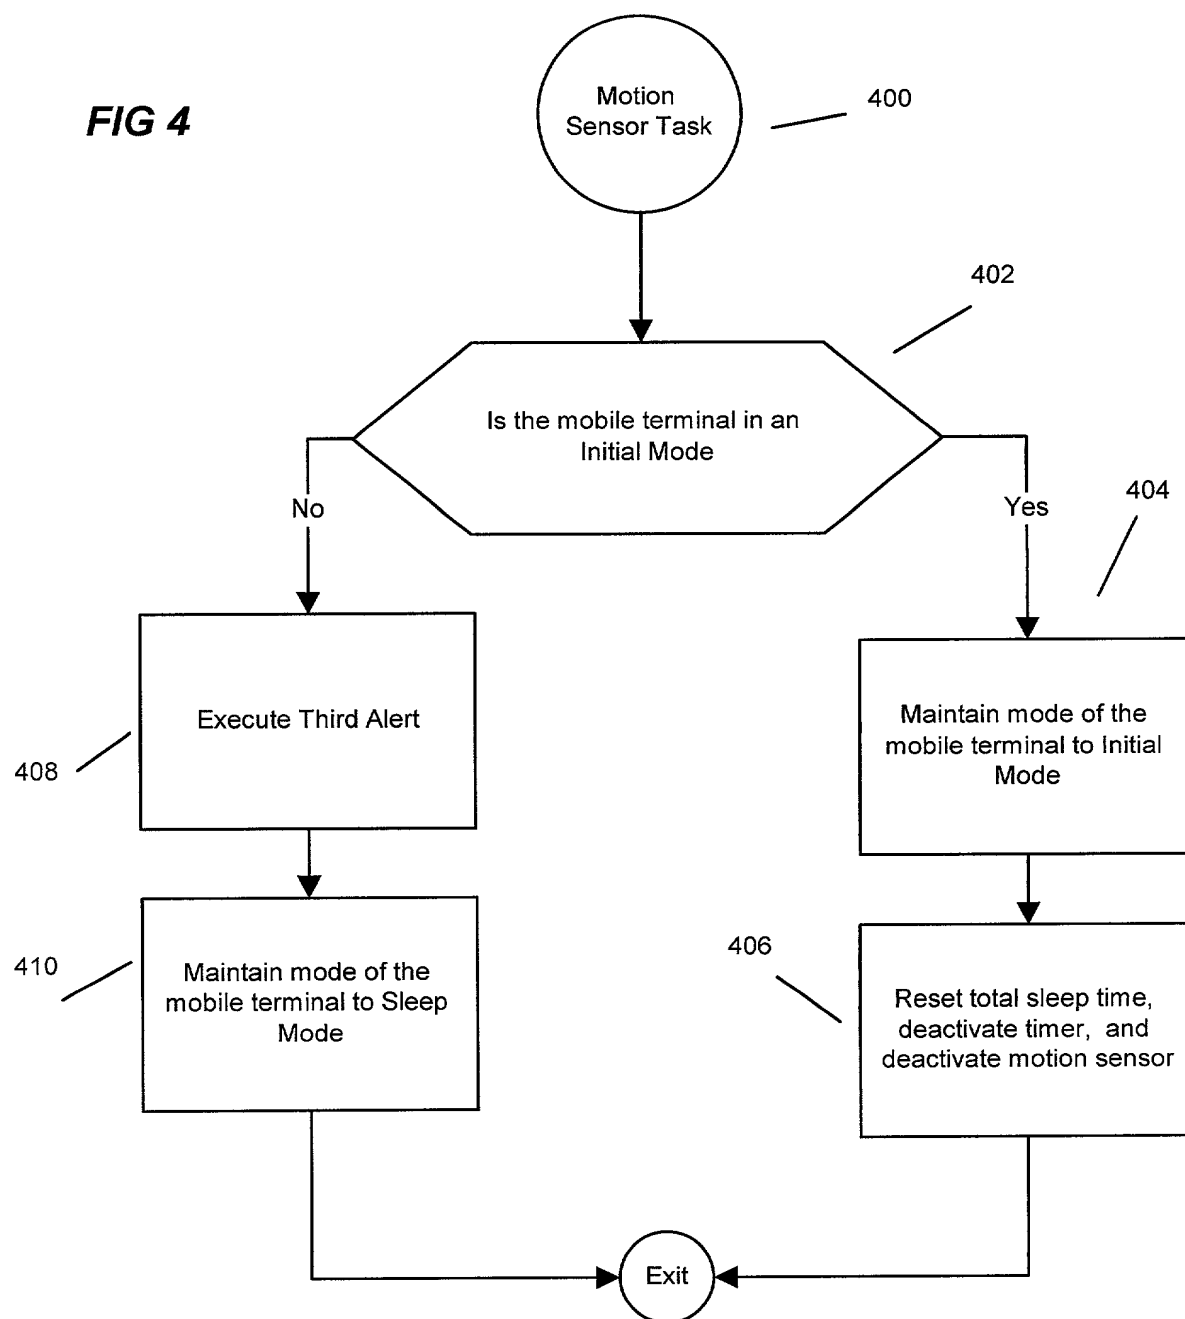 FIG 4
Motion
Sensor Task
400
402
Is the mobile terminal in an
Initial Mode
No
Yes
404
Execute Third Alert
408
Maintain mode of the
mobile terminal to Initial
Mode
410
Maintain mode of the
mobile terminal to Sleep
Mode
406
Reset total sleep time,
deactivate timer, and
deactivate motion sensor
Exit